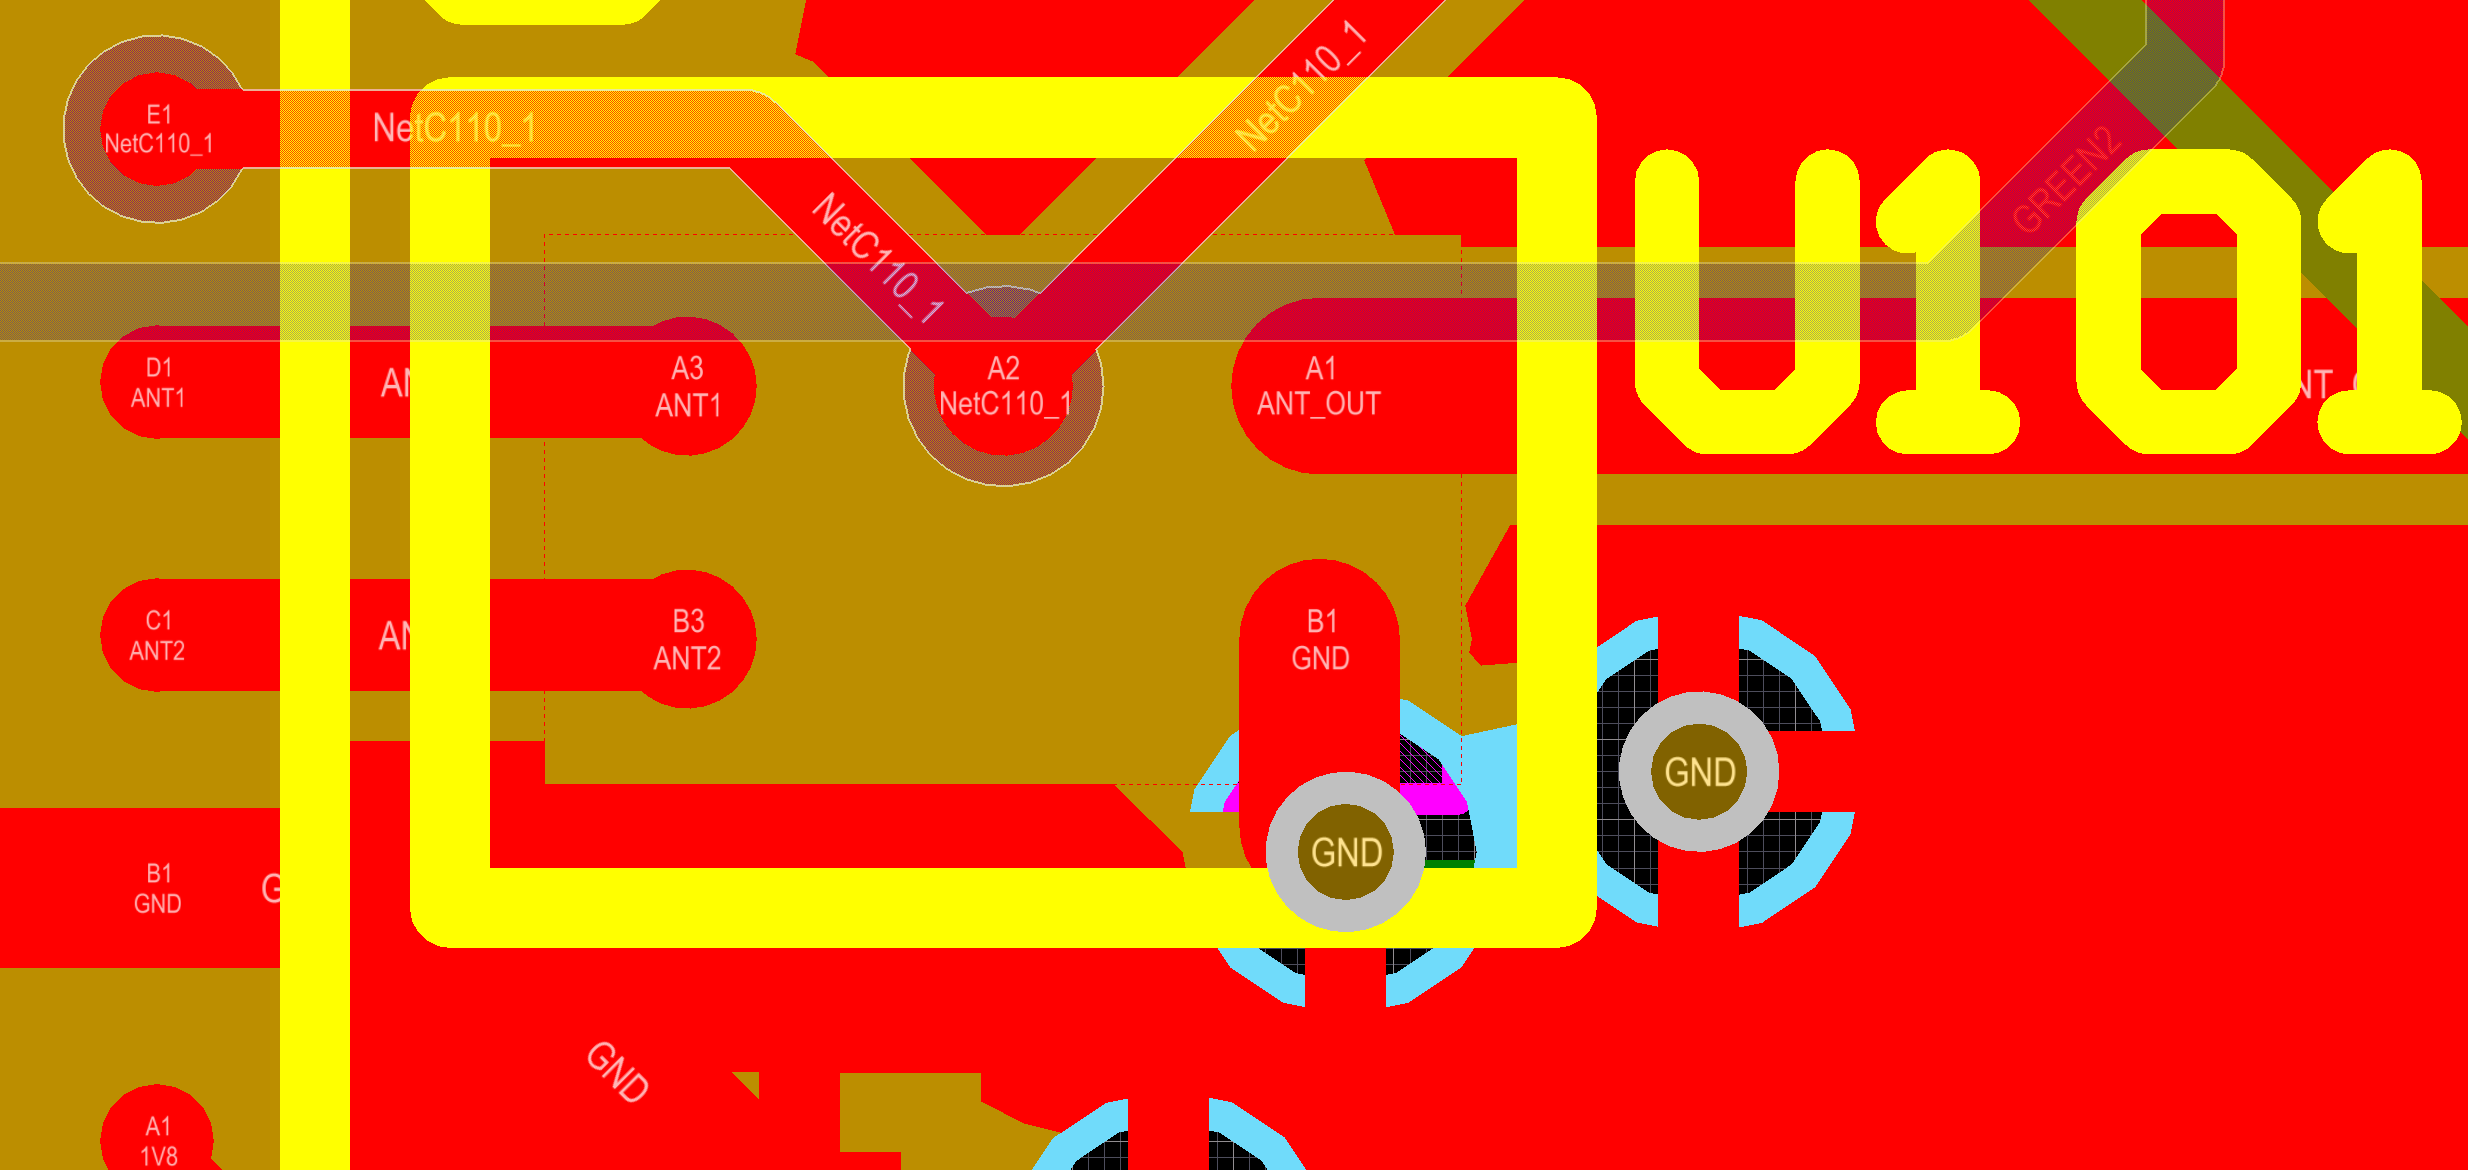 NetC110_1
E1
NetC110_1
NetC110_1
GREEN2
U101
NetC110_1
D1
ANT1
A3
ANT1
A2
NetC110_1
A1
ANT_OUT
C1
ANT2
B3
ANT2
B1
GND
GND
GND
B1
GND
GND
A1
1V8